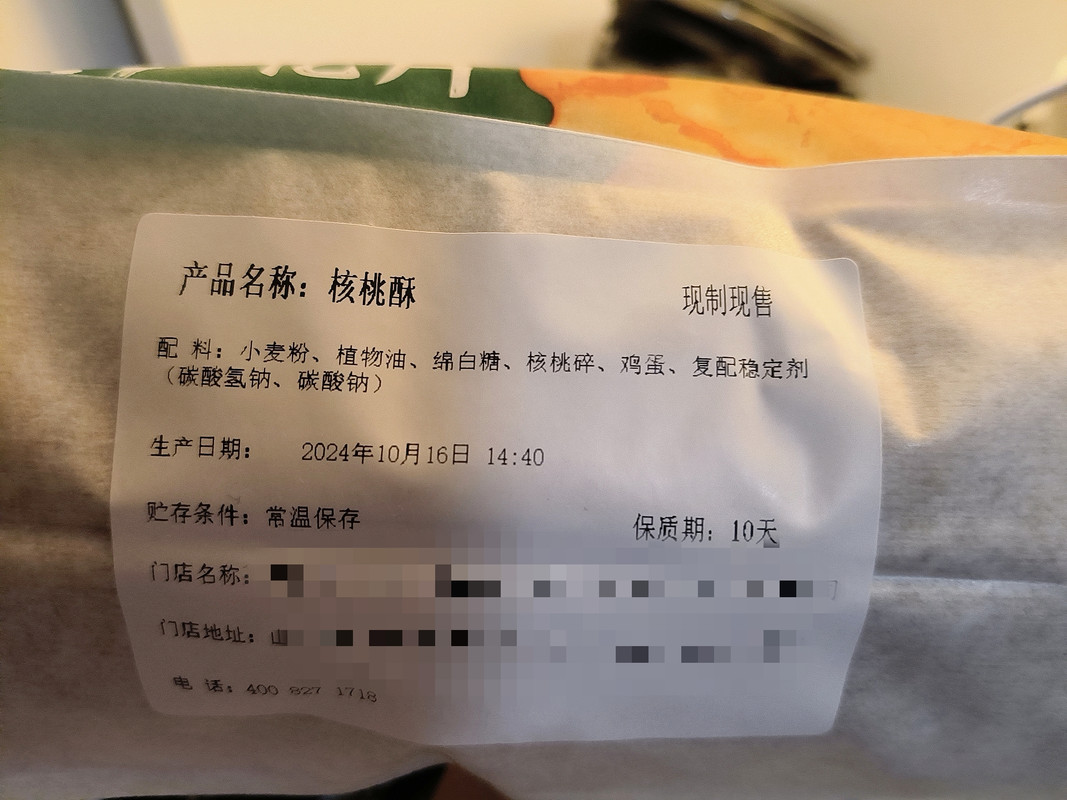 产品名称：核桃酥
现制现售
配 料：小麦粉、植物油、绵白糖、核桃碎、鸡蛋、复配稳定剂
（碳酸氢钠、碳酸钠）
生产日期： 2024年10月16日 14:40
贮存条件：常温保存
保质期：10天
门店名称：
门店地址：山
电 话：400 827 1718